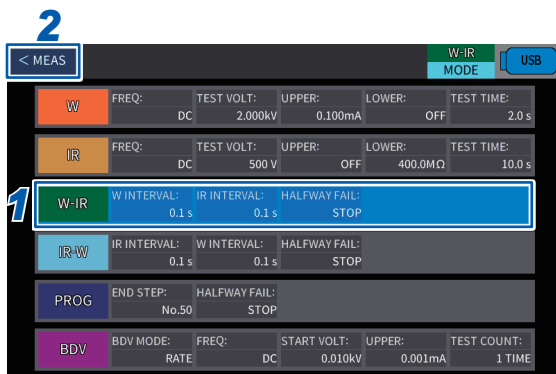 2
< MEAS
W-IR
MODE
USB
W
FREQ: TEST VOLT: UPPER: LOWER: TEST TIME:
DC 2.000kV 0.100mA OFF 2.0 s
IR
FREQ: TEST VOLT: UPPER: LOWER: TEST TIME:
DC 500 V OFF 400.0MΩ 10.0 s
1
W-IR
W INTERVAL: IR INTERVAL: HALFWAY FAIL:
0.1 s 0.1 s STOP
IR-W
IR INTERVAL: W INTERVAL: HALFWAY FAIL:
0.1 s 0.1 s STOP
PROG
END STEP: HALFWAY FAIL:
No.50 STOP
BDV
BDV MODE: FREQ: START VOLT: UPPER: TEST COUNT:
RATE DC 0.010kV 0.001mA 1 TIME